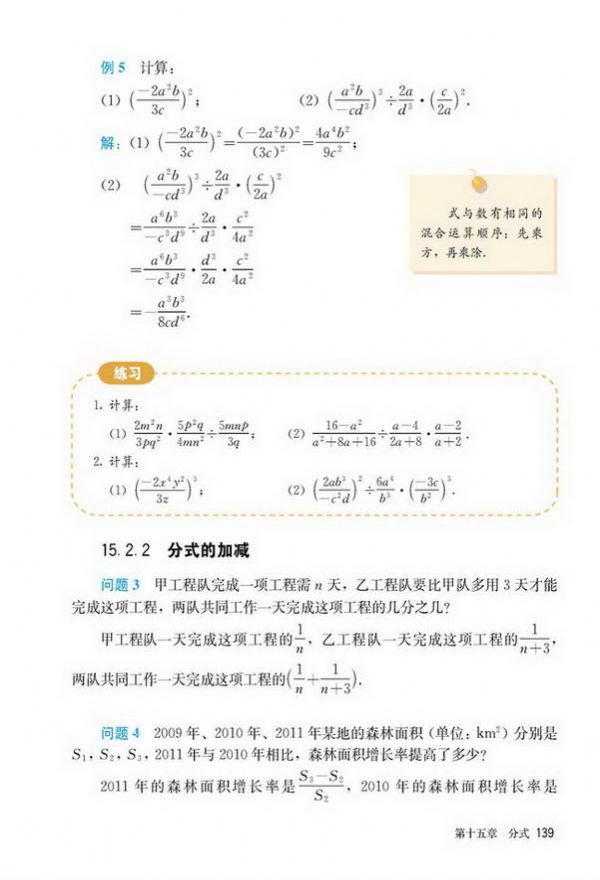 例5 计算：
(1) $\left(\frac{-2a^2b}{3c}\right)^2$； (2) $\left(\frac{a^2b}{-cd^3}\right)^3÷\frac{2a}{d^3}·\left(\frac{c}{2a}\right)^2$.
解：(1) $\left(\frac{-2a^2b}{3c}\right)^2=\frac{(-2a^2b)^2}{(3c)^2}=\frac{4a^4b^2}{9c^2}$；
(2) $\left(\frac{a^2b}{-cd^3}\right)^3÷\frac{2a}{d^3}·\left(\frac{c}{2a}\right)^2$
$=\frac{a^6b^3}{-c^3d^9}÷\frac{2a}{d^3}·\frac{c^2}{4a^2}$
$=\frac{a^6b^3}{-c^3d^9}·\frac{d^3}{2a}·\frac{c^2}{4a^2}$
$=-\frac{a^3b^3}{8cd^6}$.
式与数有相同的
混合运算顺序：先乘
方，再乘除.
练习
1. 计算：
(1) $\frac{2m^2n}{3pq^2}·\frac{5p^2q}{4mn^2}÷\frac{5mnp}{3q}$； (2) $\frac{16-a^2}{a^2+8a+16}÷\frac{a-4}{2a+8}·\frac{a-2}{a+2}$.
2. 计算：
(1) $\left(\frac{-2x^4y^2}{3z}\right)^3$； (2) $\left(\frac{2ab^3}{-c^2d}\right)^2÷\frac{6a^4}{b^3}·\left(\frac{-3c}{b^2}\right)^3$.
15.2.2 分式的加减
问题3 甲工程队完成一项工程需 n 天，乙工程队要比甲队多用 3 天才能
完成这项工程，两队共同工作一天完成这项工程的几分之几？
甲工程队一天完成这项工程的$\frac{1}{n}$，乙工程队一天完成这项工程的$\frac{1}{n+3}$，
两队共同工作一天完成这项工程的$\left(\frac{1}{n}+\frac{1}{n+3}\right)$.
问题4 2009 年、2010 年、2011 年某地的森林面积（单位：km²）分别是
S₁，S₂，S₃，2011 年与 2010 年相比，森林面积增长率提高了多少？
2011 年的森林面积增长率是$\frac{S_3-S_2}{S_2}$，2010 年的森林面积增长率是
第十五章 分式 139